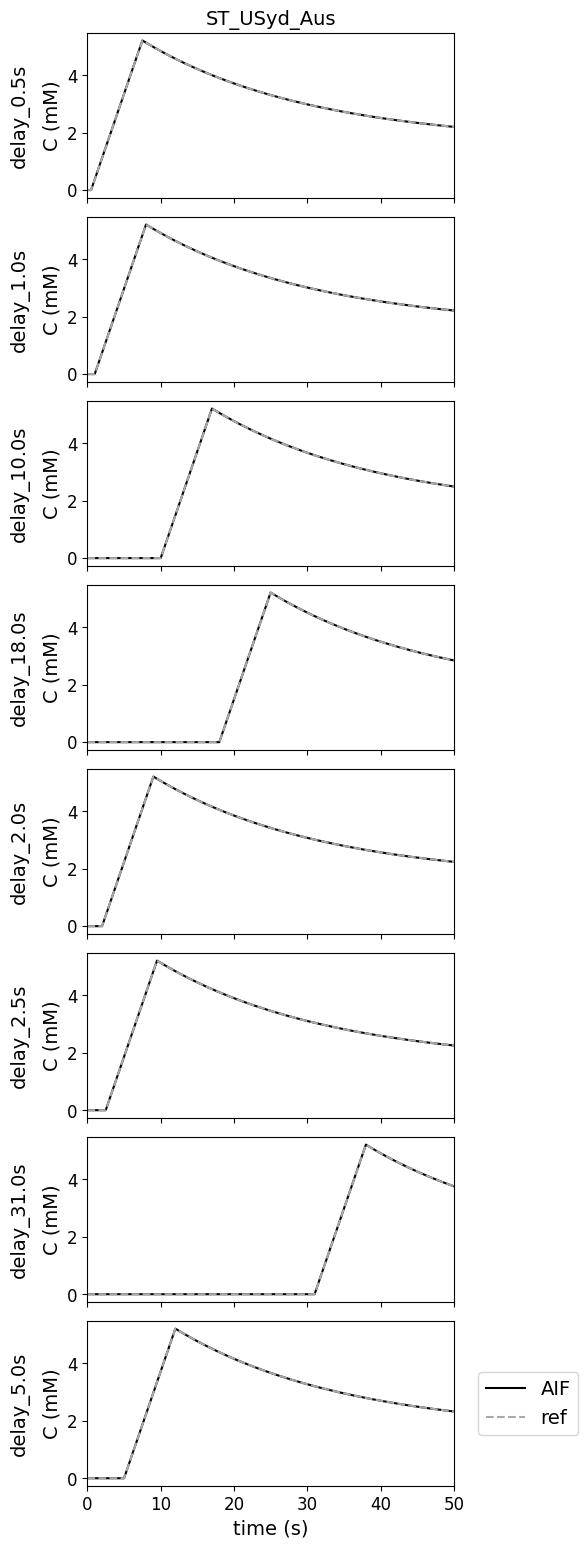 ST_USyd_Aus
delay_0.5s
C (mM)
4
2
0
delay_1.0s
C (mM)
4
2
0
delay_10.0s
C (mM)
4
2
0
delay_18.0s
C (mM)
4
2
0
delay_2.0s
C (mM)
4
2
0
delay_2.5s
C (mM)
4
2
0
delay_31.0s
C (mM)
4
2
0
delay_5.0s
C (mM)
4
2
0
AIF
ref
0 10 20 30 40 50
time (s)